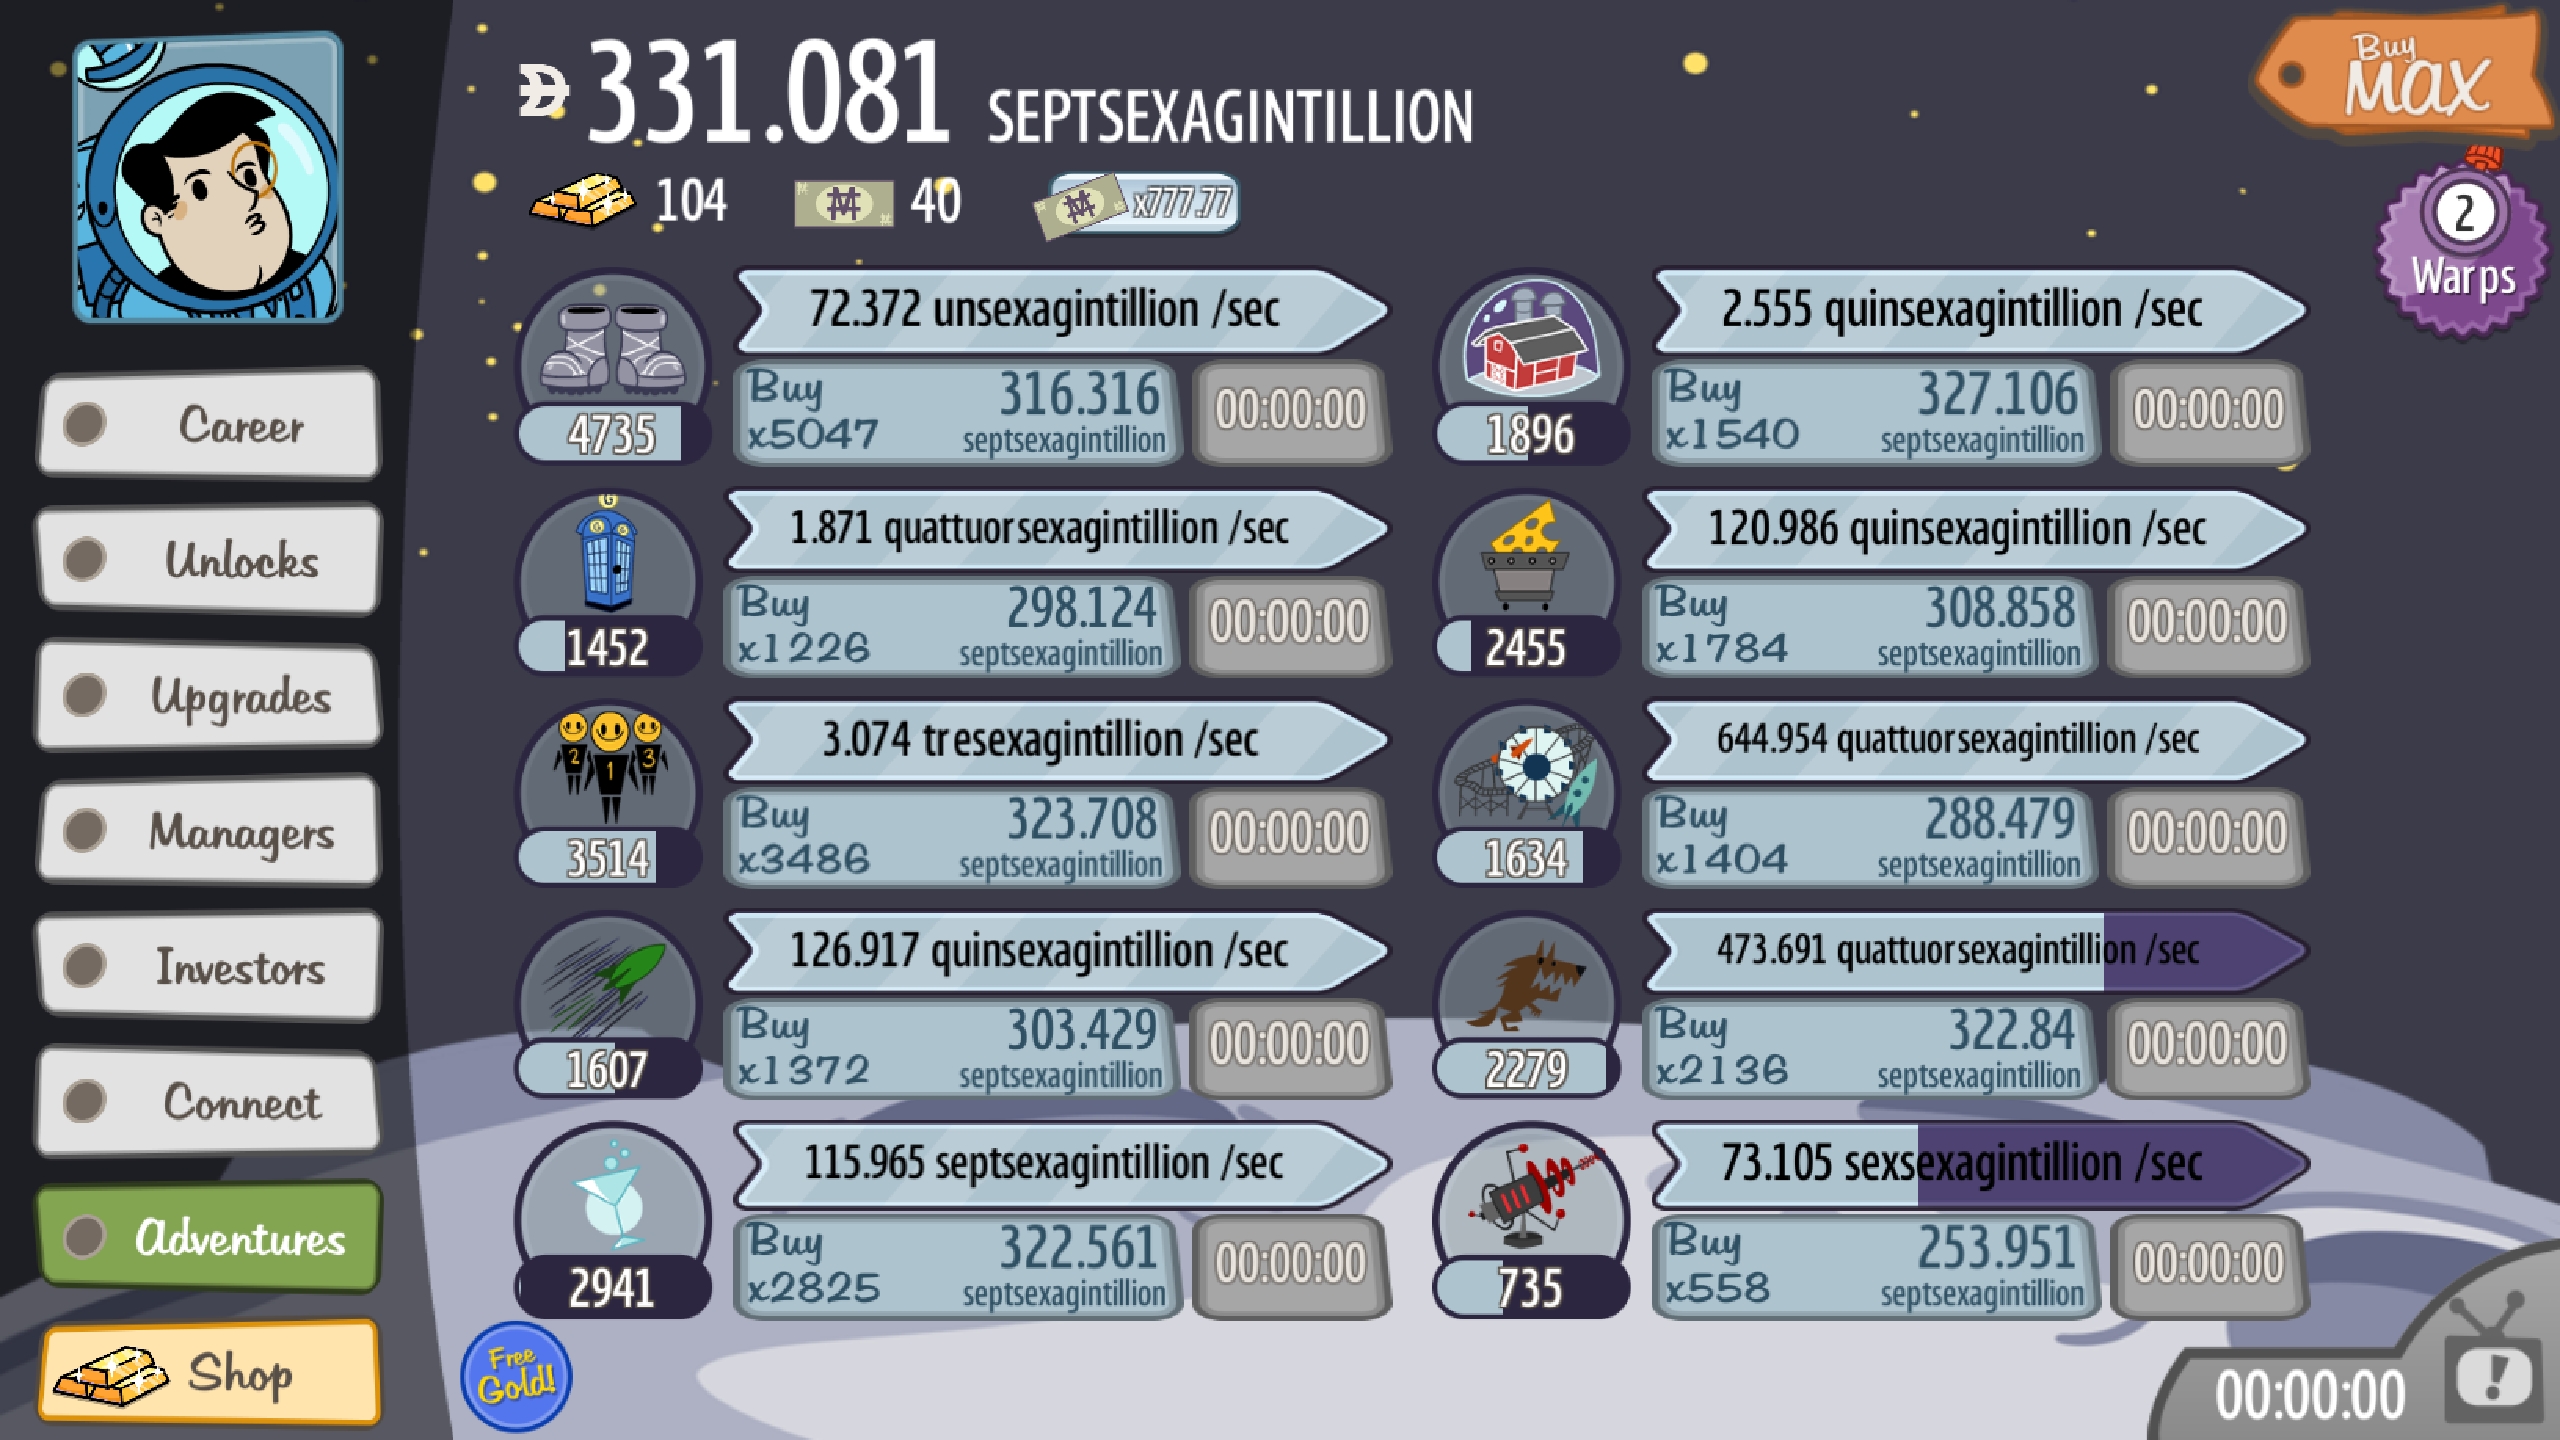 331.081 SEPTSEXAGINTILLION
104 40 x777.77
Buy
MAX
2
Warps
Career
Unlocks
Upgrades
Managers
Investors
Connect
Adventures
Shop
72.372 unsexagintillion /sec
4735
Buy 316.316
x5047 septsexagintillion
00:00:00
2.555 quinsexagintillion /sec
1896
Buy 327.106
x1540 septsexagintillion
00:00:00
G
G G
1.871 quattuorsexagintillion /sec
1452
Buy 298.124
x1226 septsexagintillion
00:00:00
120.986 quinsexagintillion /sec
2455
Buy 308.858
x1784 septsexagintillion
00:00:00
2 1 3
3.074 tresexagintillion /sec
3514
Buy 323.708
x3486 septsexagintillion
00:00:00
644.954 quattuorsexagintillion /sec
1634
Buy 288.479
x1404 septsexagintillion
00:00:00
126.917 quinsexagintillion /sec
1607
Buy 303.429
x1372 septsexagintillion
00:00:00
473.691 quattuorsexagintillion /sec
2279
Buy 322.84
x2136 septsexagintillion
00:00:00
115.965 septsexagintillion /sec
2941
Buy 322.561
x2825 septsexagintillion
00:00:00
73.105 sexsexagintillion /sec
735
Buy 253.951
x558 septsexagintillion
00:00:00
Free
Gold!
00:00:00
!